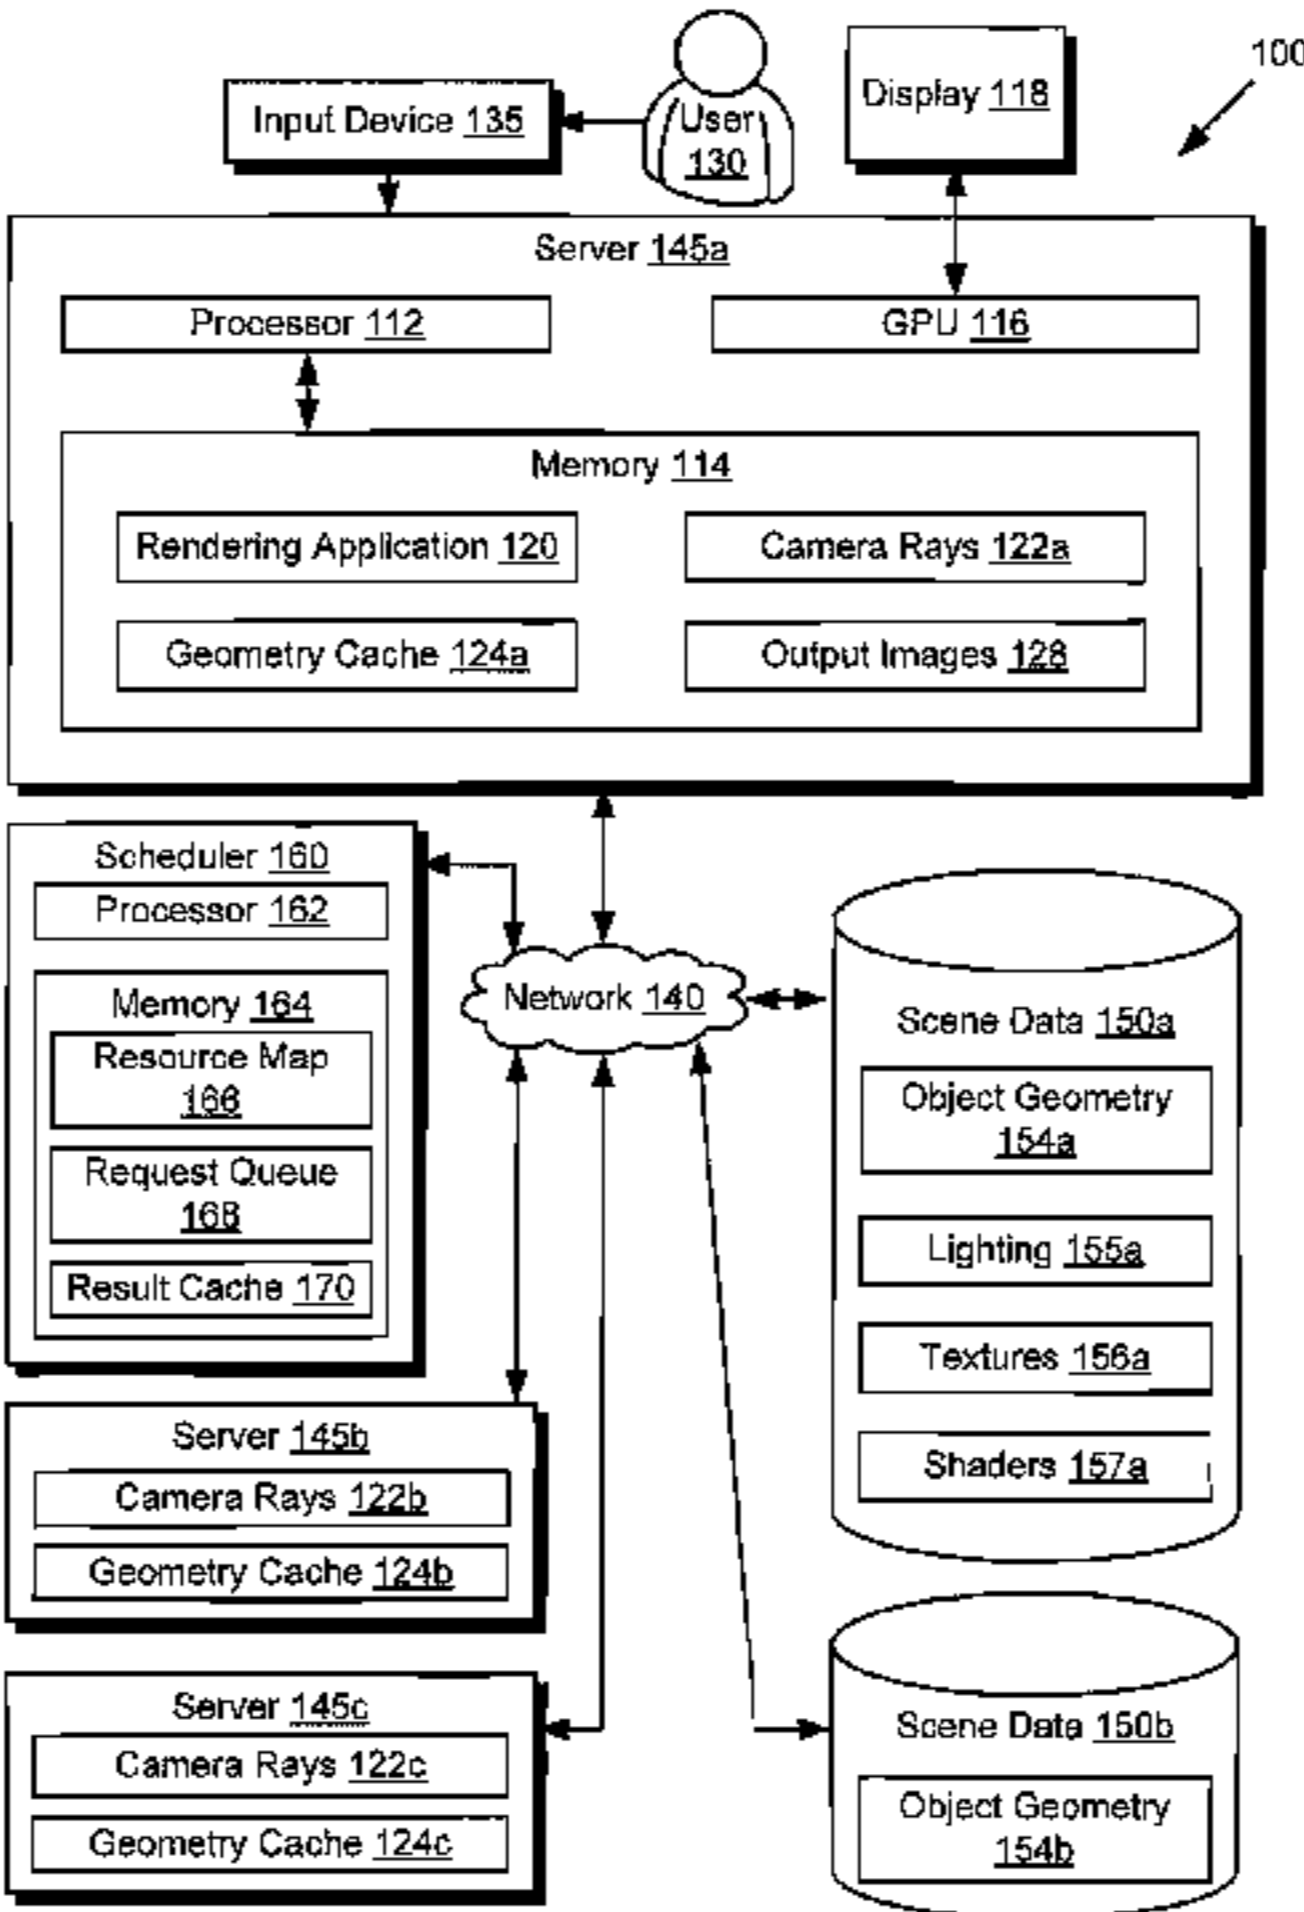 100
Input Device 135
User
130
Display 118
Server 145a
Processor 112
GPU 116
Memory 114
Rendering Application 120
Camera Rays 122a
Geometry Cache 124a
Output Images 128
Scheduler 160
Processor 162
Memory 164
Resource Map
166
Request Queue
168
Result Cache 170
Network 140
Scene Data 150a
Object Geometry
154a
Lighting 155a
Textures 156a
Shaders 157a
Server 145b
Camera Rays 122b
Geometry Cache 124b
Server 145c
Camera Rays 122c
Geometry Cache 124c
Scene Data 150b
Object Geometry
154b